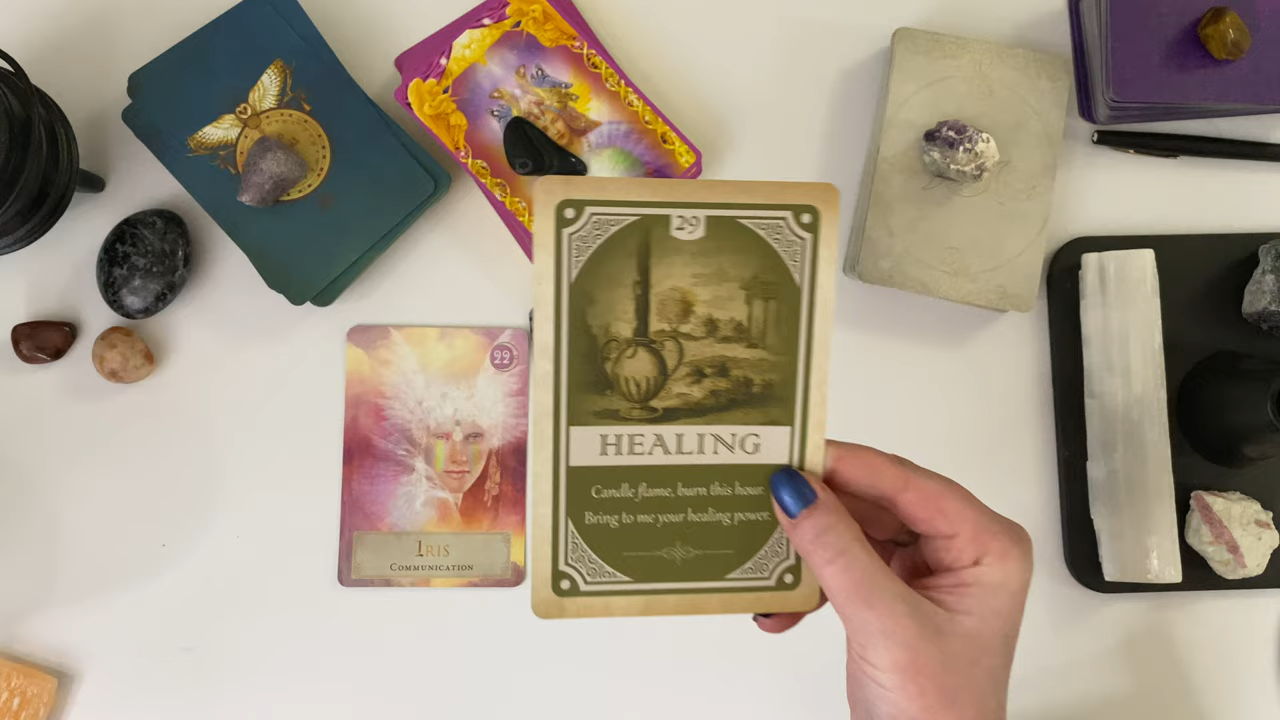 29
HEALING
Candle flame, burn this hour.
Bring to me your healing power.
22
IRIS
COMMUNICATION